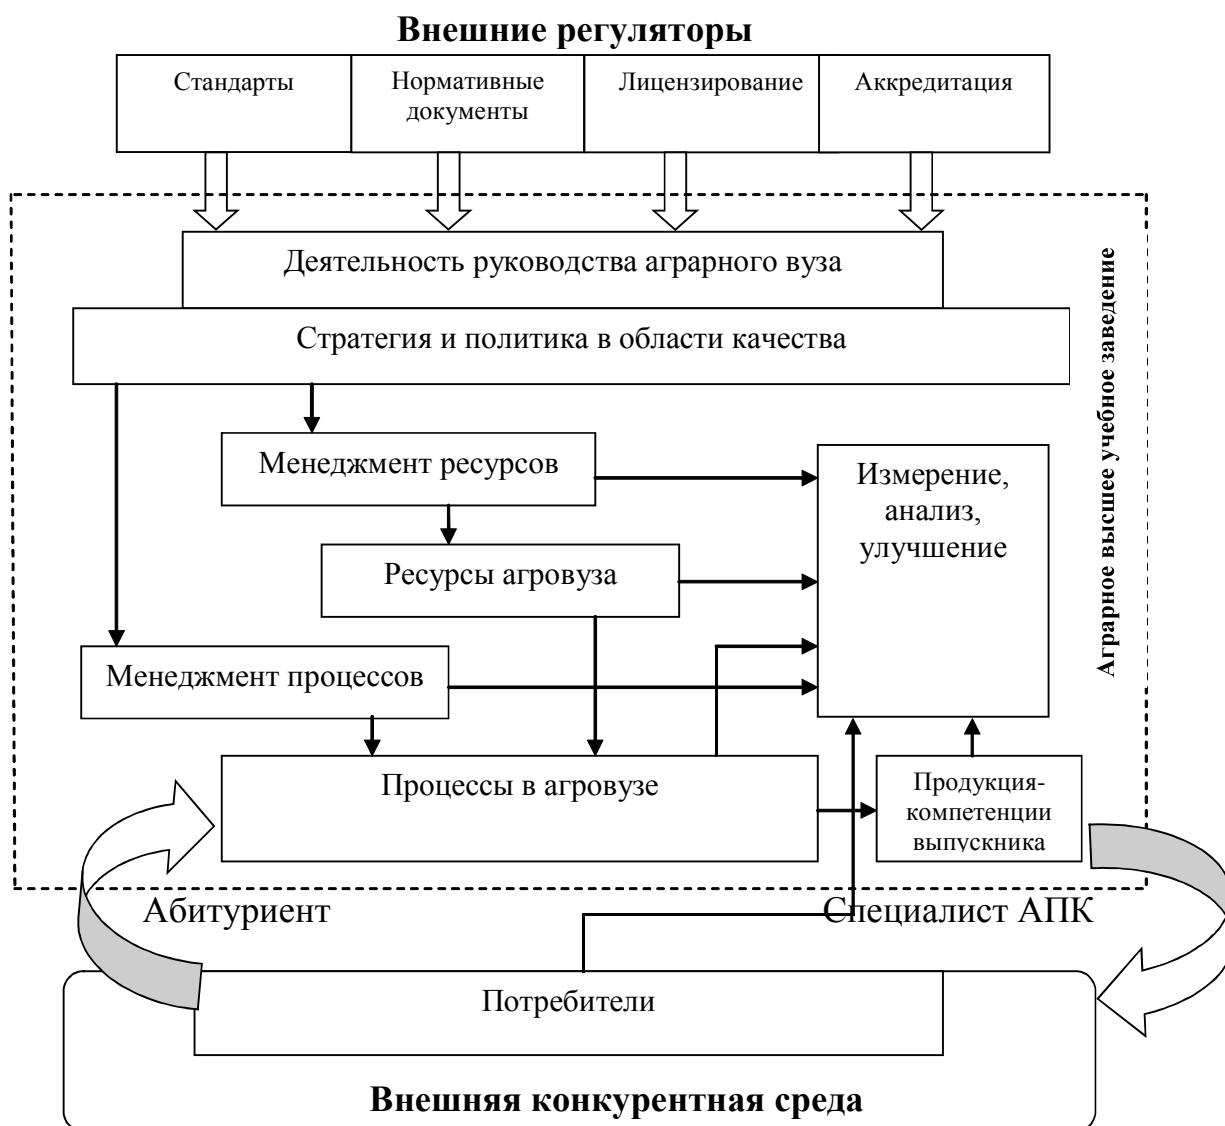 Внешние регуляторы
Стандарты
Нормативные
документы
Лицензирование
Аккредитация
Деятельность руководства аграрного вуза
Стратегия и политика в области качества
Аграрное высшее учебное заведение
Менеджмент ресурсов
Измерение,
анализ,
улучшение
Ресурсы агровуза
Менеджмент процессов
Процессы в агровузе
Продукция-
компетенции
выпускника
Абитуриент
Специалист АПК
Потребители
Внешняя конкурентная среда